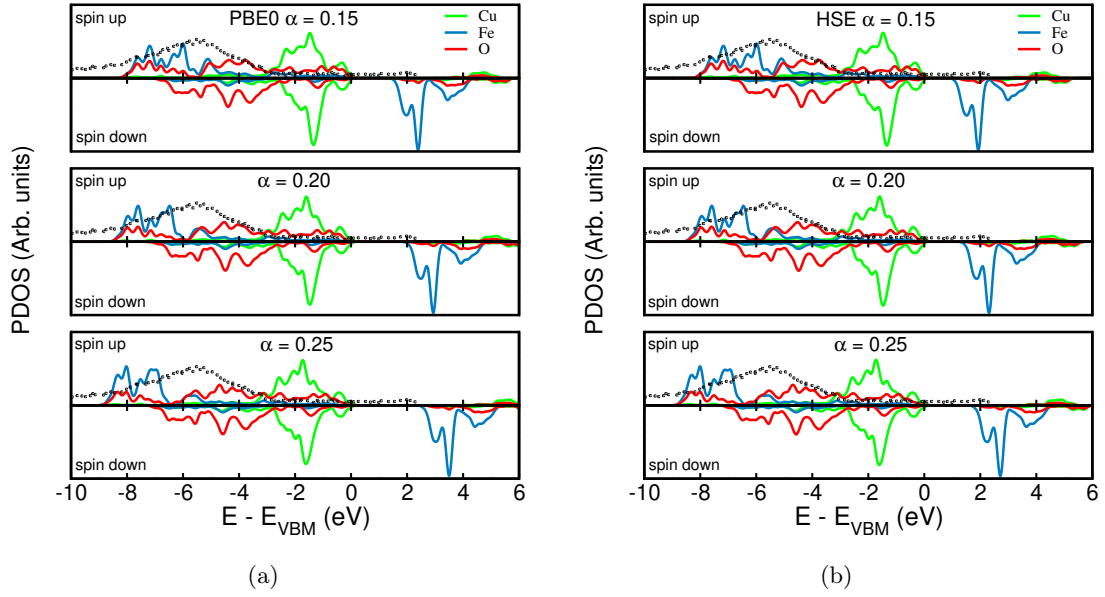 PDOS (Arb. units)
spin up
PBE0 α = 0.15
Cu
Fe
O
spin down
spin up
α = 0.20
spin down
spin up
α = 0.25
spin down
-10 -8 -6 -4 -2 0 2 4 6
E - E_VBM (eV)
(a)
PDOS (Arb. units)
spin up
HSE α = 0.15
Cu
Fe
O
spin down
spin up
α = 0.20
spin down
spin up
α = 0.25
spin down
-10 -8 -6 -4 -2 0 2 4 6
E - E_VBM (eV)
(b)